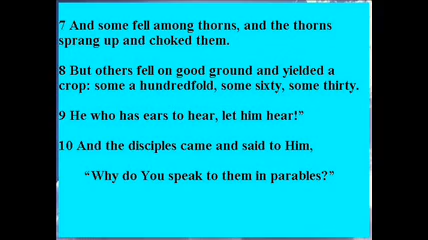 7 And some fell among thorns, and the thorns
sprang up and choked them.
8 But others fell on good ground and yielded a
crop: some a hundredfold, some sixty, some thirty.
9 He who has ears to hear, let him hear!”
10 And the disciples came and said to Him,
“Why do You speak to them in parables?”